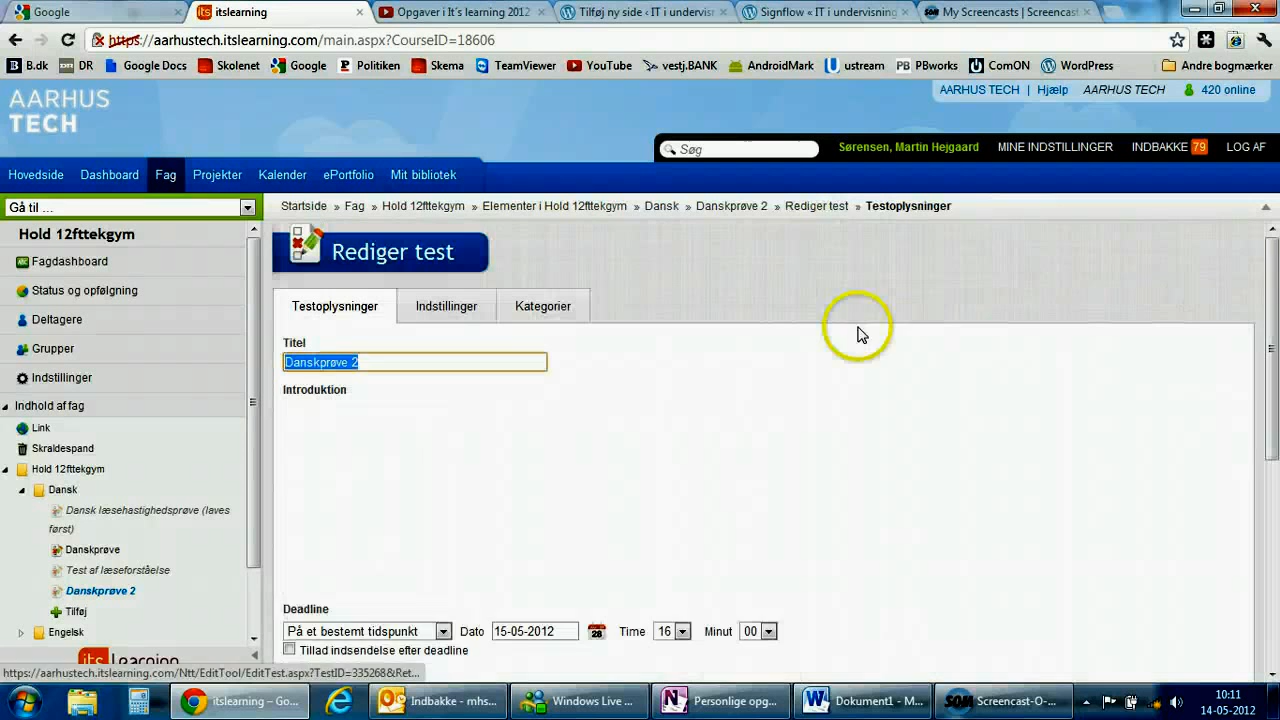 Google
itslearning
Opgaver i It´s learning 2012
Tilføj ny side ‹ IT i undervisn
Signflow « IT i undervisning
My Screencasts | Screencast
https://aarhustech.itslearning.com/main.aspx?CourseID=18606
B.dk
DR
Google Docs
Skolenet
Google
Politiken
Skema
TeamViewer
YouTube
vestj.BANK
AndroidMark
ustream
PBworks
ComON
WordPress
Andre bogmærker
AARHUS
TECH
AARHUS TECH | Hjælp AARHUS TECH 420 online
Søg
Sørensen, Martin Hejgaard MINE INDSTILLINGER INDBAKKE 79 LOG AF
Hovedside Dashboard Fag Projekter Kalender ePortfolio Mit bibliotek
Gå til ...
Startside » Fag » Hold 12fttekgym » Elementer i Hold 12fttekgym » Dansk » Danskprøve 2 » Rediger test » Testoplysninger
Hold 12fttekgym
Fagdashboard
Status og opfølgning
Deltagere
Grupper
Indstillinger
Indhold af fag
Link
Skraldespand
Hold 12fttekgym
Dansk
Dansk læsehastighedsprøve (laves
først)
Danskprøve
Test af læseforståelse
Danskprøve 2
Tilføj
Engelsk
its learning
Rediger test
Testoplysninger Indstillinger Kategorier
Titel
Danskprøve 2
Introduktion
Deadline
På et bestemt tidspunkt Dato 15-05-2012 28 Time 16 Minut 00
Tillad indsendelse efter deadline
https://aarhustech.itslearning.com/Ntt/EditTool/EditTest.aspx?TestID=335268&Ret...
itslearning – Go...
Indbakke - mhs...
Windows Live ...
Personlige opg...
Dokument1 - M...
SOM
Screencast-O-...
10:11
14-05-2012